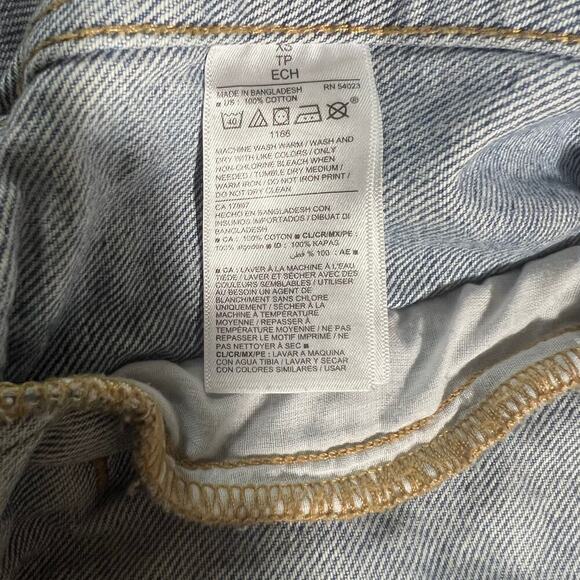 XS
TP
ECH
MADE IN BANGLADESH RN 54023
■ US : 100% COTTON
40
1166
MACHINE WASH WARM / WASH AND
DRY WITH LIKE COLORS / ONLY
NON-CHLORINE BLEACH WHEN
NEEDED / TUMBLE DRY MEDIUM /
WARM IRON / DO NOT IRON PRINT /
DO NOT DRY CLEAN
CA 17897
HECHO EN BANGLADESH CON
INSUMOS IMPORTADOS / DIBUAT DI
BANGLADESH
■ CA : 100% COTTON ■ CL/CR/MX/PE :
100% algodón ■ ID : 100% KAPAS
■ AE : 100 % قطن
■ CA : LAVER À LA MACHINE À L'EAU
TIÈDE / LAVER ET SÉCHER AVEC DES
COULEURS SEMBLABLES / UTILISER
AU BESOIN UN AGENT DE
BLANCHIMENT SANS CHLORE
UNIQUEMENT / SÉCHER À LA
MACHINE À TEMPÉRATURE
MOYENNE / REPASSER À
TEMPÉRATURE MOYENNE / NE PAS
REPASSER LE MOTIF IMPRIMÉ / NE
PAS NETTOYER À SEC ■
CL/CR/MX/PE : LAVAR A MAQUINA
CON AGUA TIBIA / LAVAR Y SECAR
CON COLORES SIMILARES / USAR